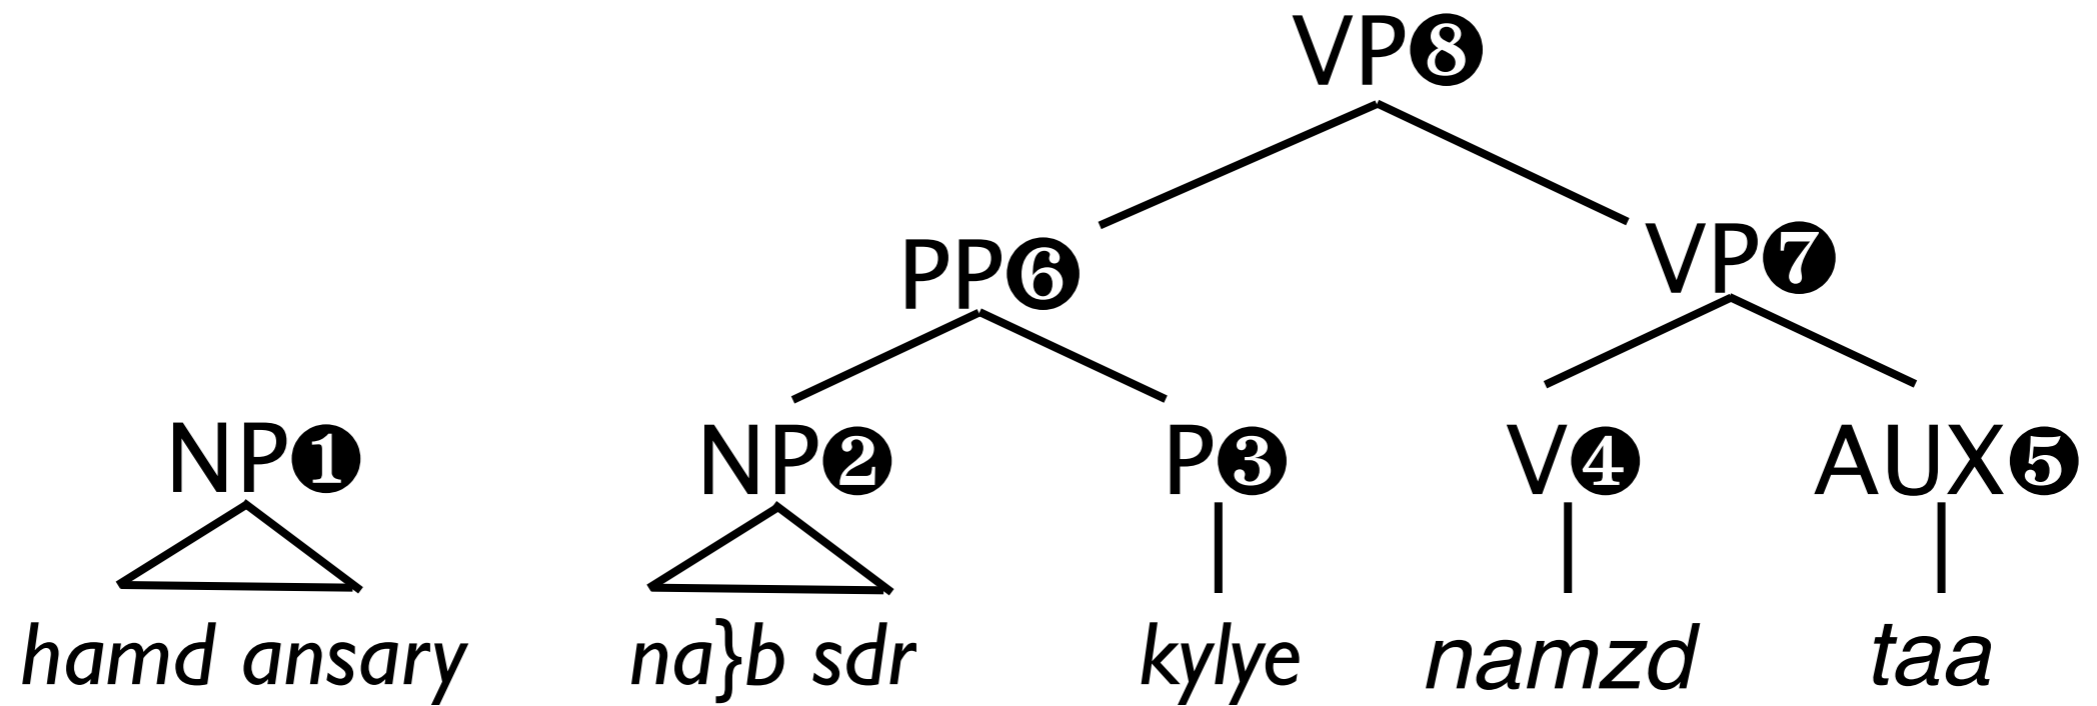 VP❽
PP❻ VP❼
NP❶ NP❷ P❸ V❹ AUX❺
hamd ansary na}b sdr kylye namzd taa